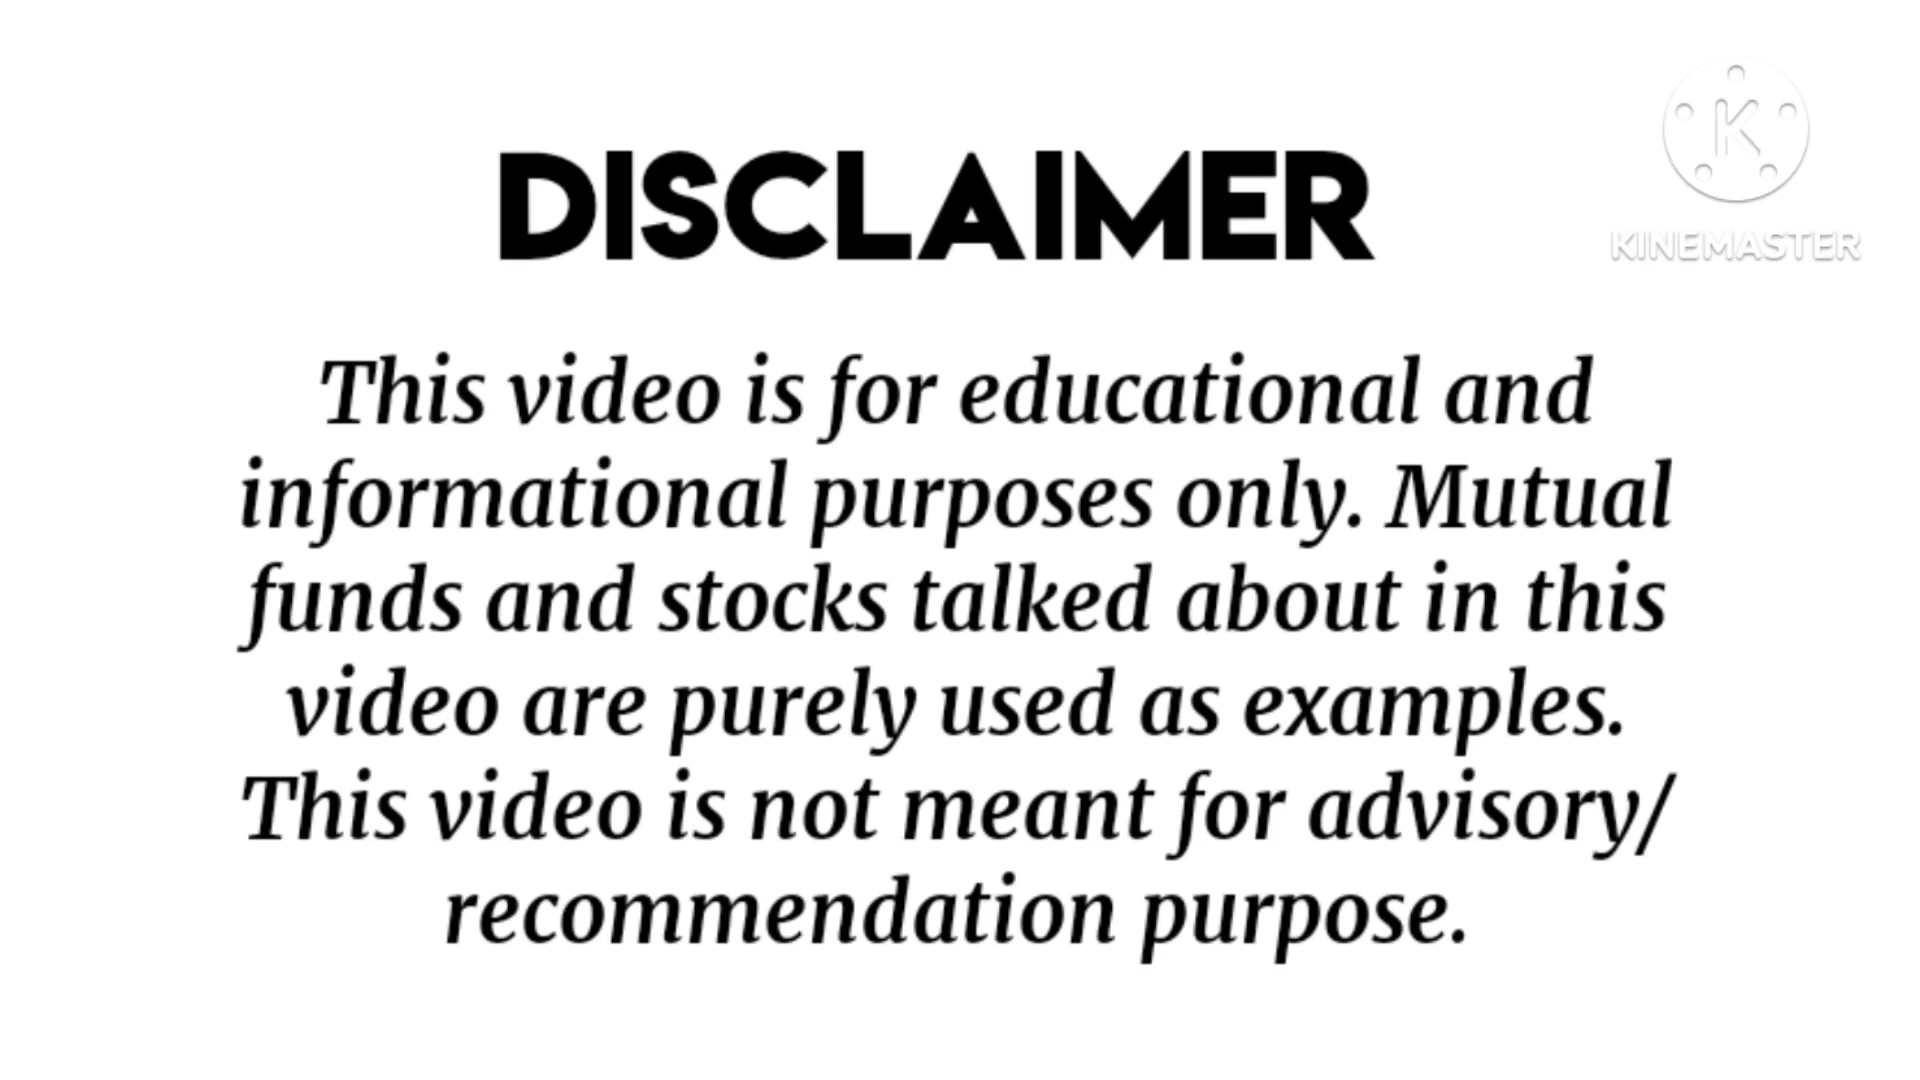 DISCLAIMER
K
KINEMASTER
This video is for educational and
informational purposes only. Mutual
funds and stocks talked about in this
video are purely used as examples.
This video is not meant for advisory/
recommendation purpose.